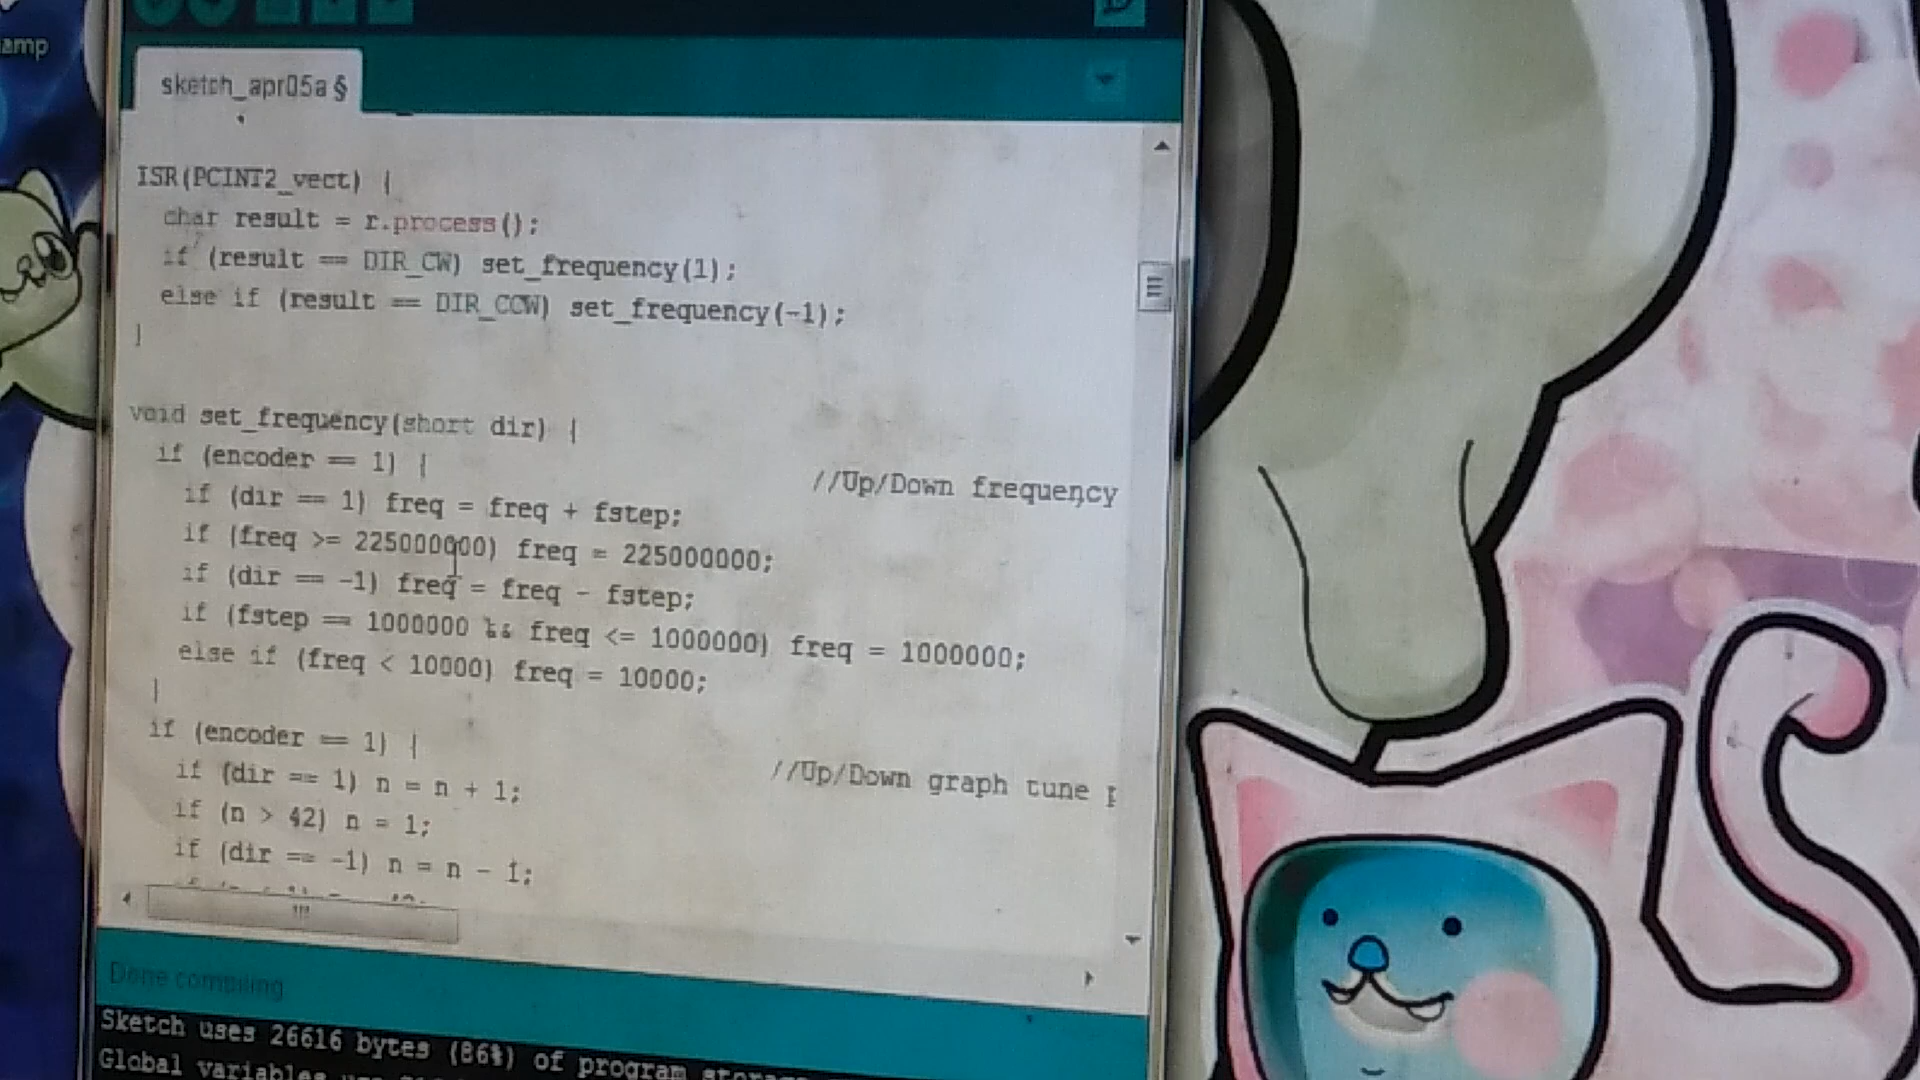 amp
sketch_apr05a §
ISR(PCINT2_vect) {
char result = r.process();
if (result == DIR_CW) set_frequency(1);
else if (result == DIR_CCW) set_frequency(-1);
}
void set_frequency(short dir) {
if (encoder == 1) { //Up/Down frequency
if (dir == 1) freq = freq + fstep;
if (freq >= 225000000) freq = 225000000;
if (dir == -1) freq = freq - fstep;
if (fstep == 1000000 && freq <= 1000000) freq = 1000000;
else if (freq < 10000) freq = 10000;
}
if (encoder == 1) { //Up/Down graph tune
if (dir == 1) n = n + 1;
if (n > 42) n = 1;
if (dir == -1) n = n - 1;
Done compiling
Sketch uses 26616 bytes (86%) of program
Global variables